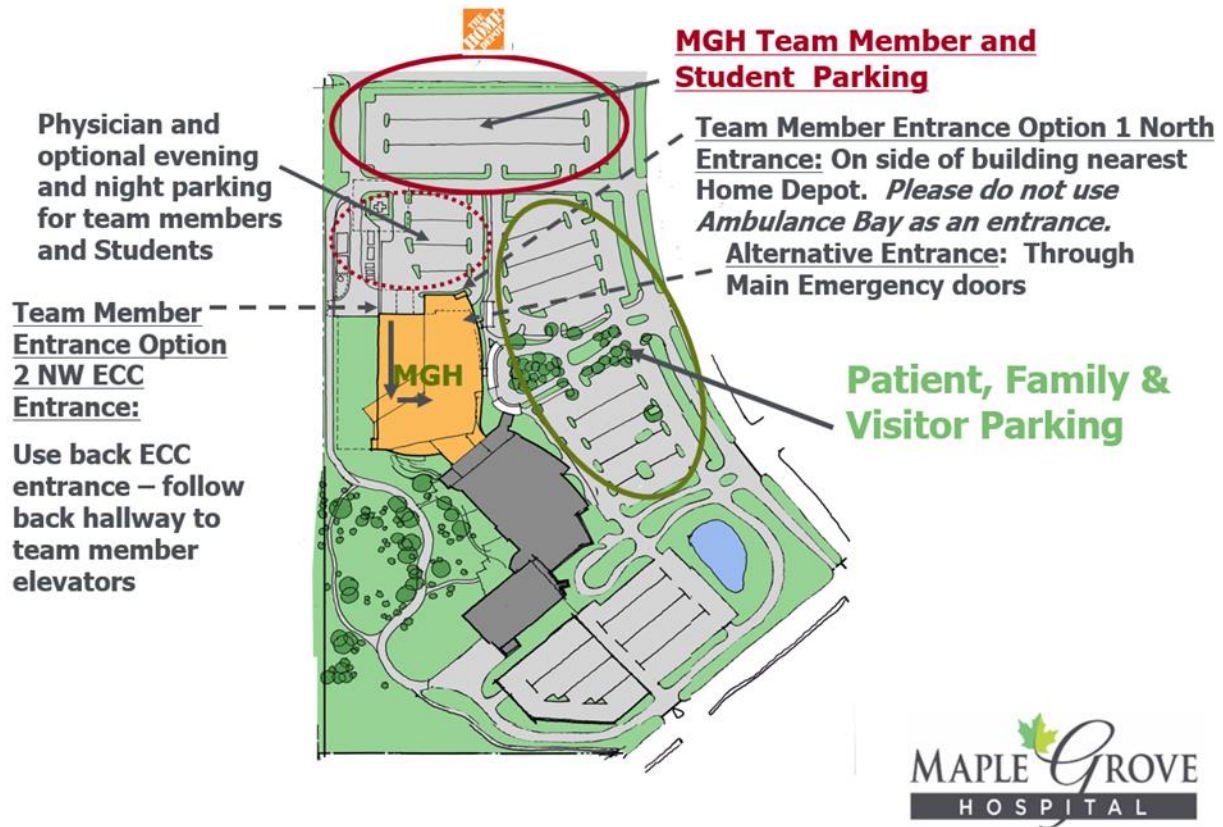 THE
HOME
DEPOT
MGH Team Member and
Student Parking
Physician and
optional evening
and night parking
for team members
and Students
Team Member Entrance Option 1 North
Entrance: On side of building nearest
Home Depot. Please do not use
Ambulance Bay as an entrance.
Alternative Entrance: Through
Main Emergency doors
Team Member
Entrance Option
2 NW ECC
Entrance:
Use back ECC
entrance – follow
back hallway to
team member
elevators
MGH
Patient, Family &
Visitor Parking
MAPLE GROVE
HOSPITAL